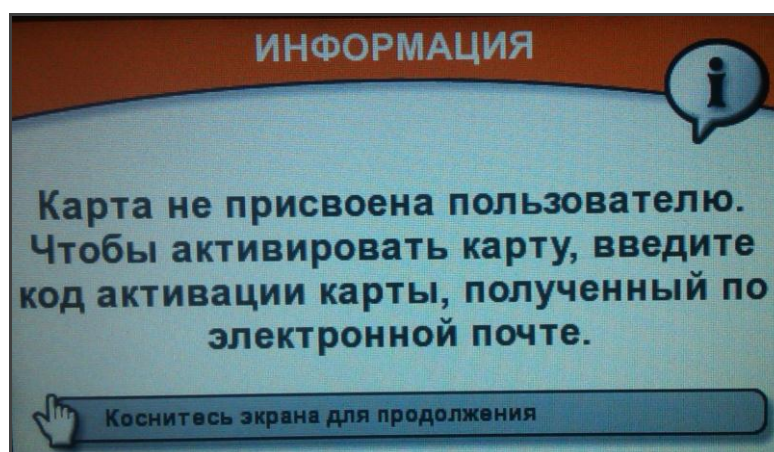 ИНФОРМАЦИЯ
Карта не присвоена пользователю.
Чтобы активировать карту, введите
код активации карты, полученный по
электронной почте.
Коснитесь экрана для продолжения